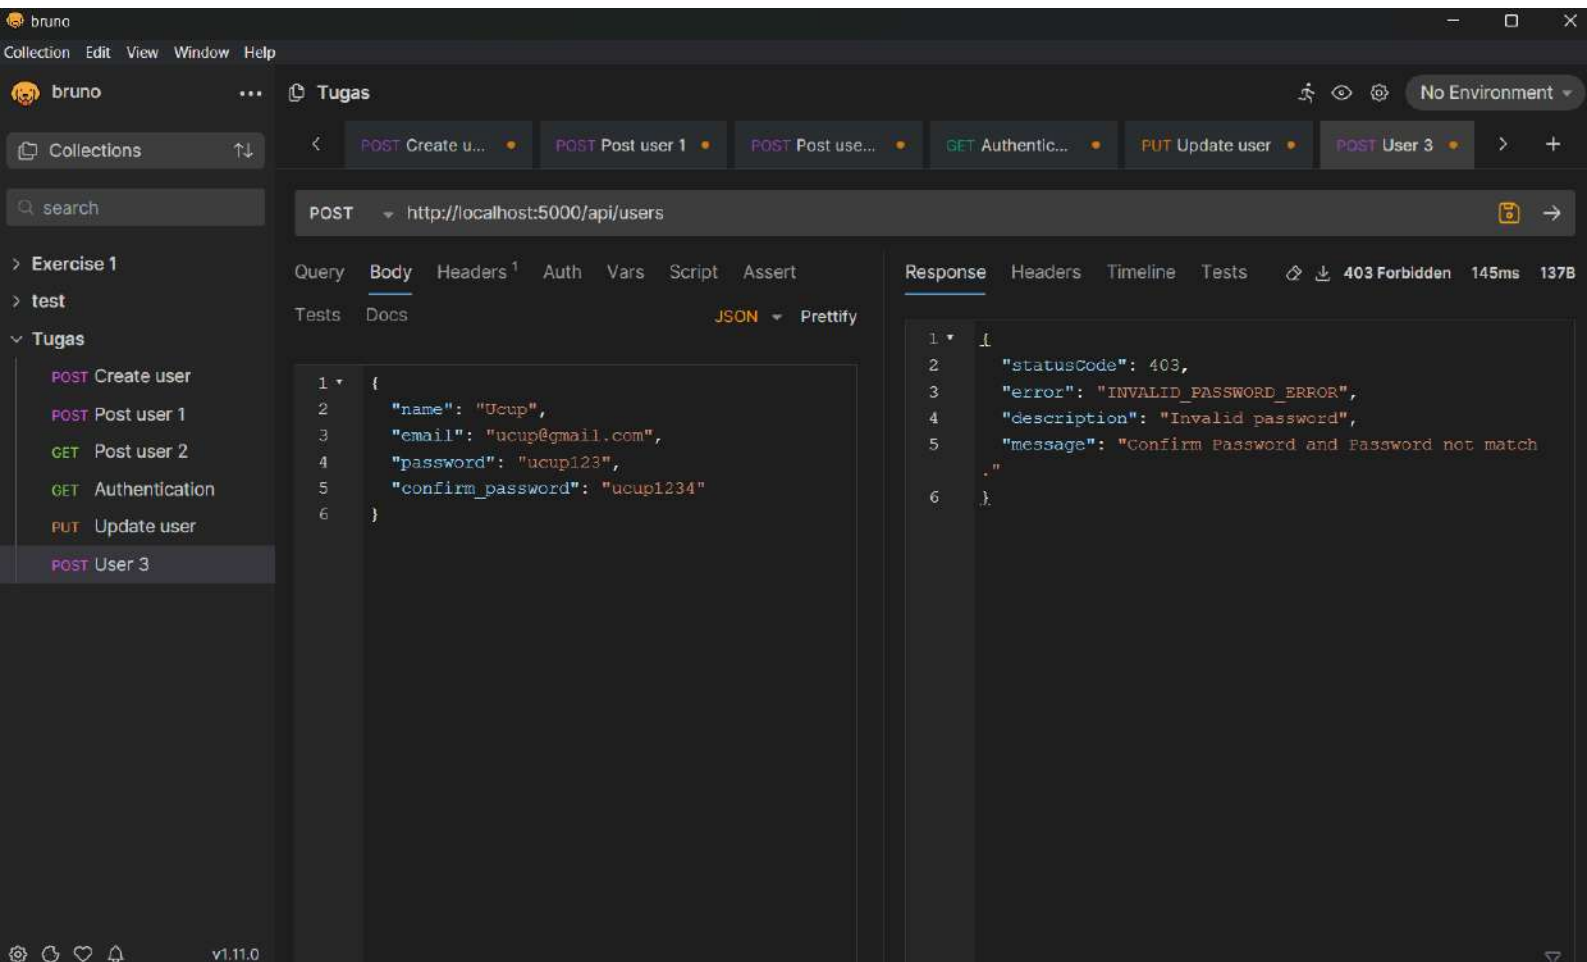 bruno
Collection Edit View Window Help
bruno ••• Tugas No Environment
Collections
POST Create u... POST Post user 1 POST Post use... GET Authentic... PUT Update user POST User 3
search
POST http://localhost:5000/api/users
Exercise 1
test
Tugas
POST Create user
POST Post user 1
GET Post user 2
GET Authentication
PUT Update user
POST User 3
v1.11.0
Query Body Headers 1 Auth Vars Script Assert
Tests Docs JSON Prettify
1 {
2 "name": "Ucup",
3 "email": "ucup@gmail.com",
4 "password": "ucup123",
5 "confirm_password": "ucup1234"
6 }
Response Headers Timeline Tests 403 Forbidden 145ms 137B
1 {
2 "statusCode": 403,
3 "error": "INVALID_PASSWORD_ERROR",
4 "description": "Invalid password",
5 "message": "Confirm Password and Password not match
."
6 }